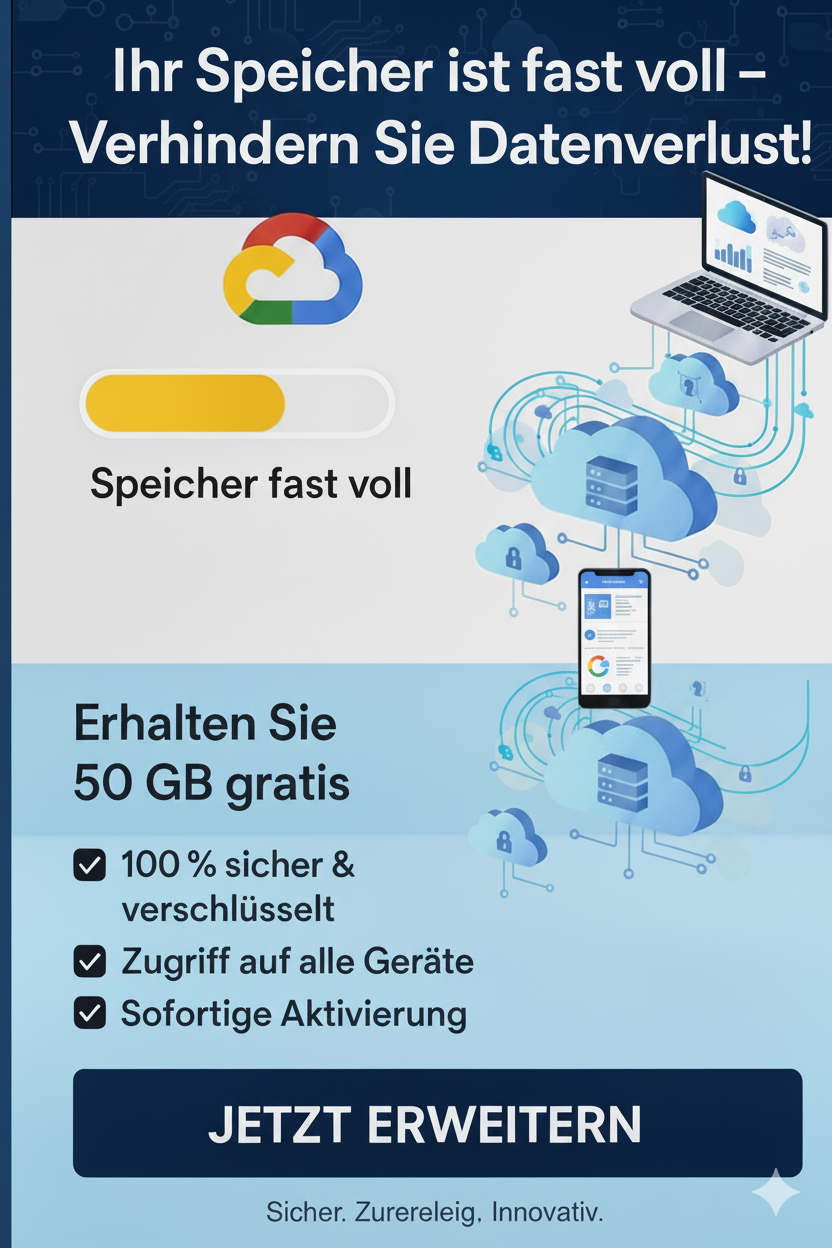 Ihr Speicher ist fast voll –
Verhindern Sie Datenverlust!
Speicher fast voll
Erhalten Sie
50 GB gratis
100 % sicher &
verschlüsselt
Zugriff auf alle Geräte
Sofortige Aktivierung
JETZT ERWEITERN
Sicher. Zurereleig, Innovativ.